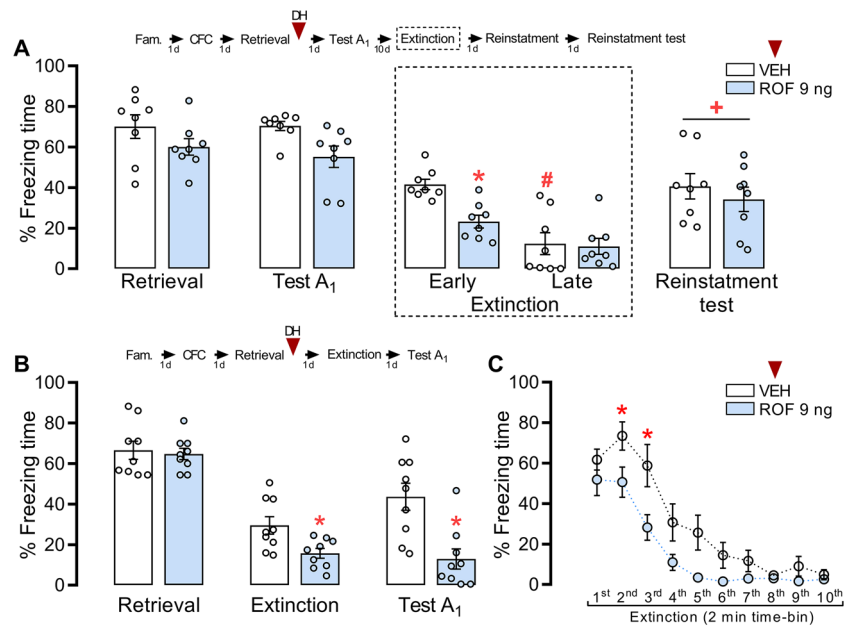 DH
Fam. 1d CFC 1d Retrieval 1d Test A1 10d Extinction 1d Reinstatment 1d Reinstatment test
A
VEH
ROF 9 ng
% Freezing time
100
80
60
40
20
0
*
#
+
Retrieval
Test A1
Early
Late
Extinction
Reinstatment
test
DH
Fam. 1d CFC 1d Retrieval 1d Extinction 1d Test A1
B
% Freezing time
100
80
60
40
20
0
*
*
Retrieval
Extinction
Test A1
C
VEH
ROF 9 ng
% Freezing time
100
80
60
40
20
0
*
*
1st 2nd 3rd 4th 5th 6th 7th 8th 9th 10th
Extinction (2 min time-bin)